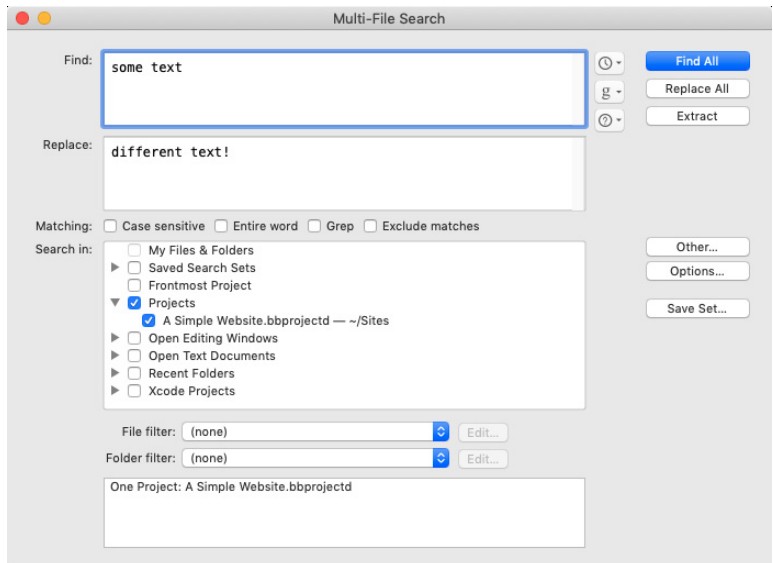 Multi-File Search
Find:
some text
Find All
g
Replace All
?
Extract
Replace:
different text!
Matching: Case sensitive Entire word Grep Exclude matches
Search in:
My Files & Folders
Other...
Saved Search Sets
Options...
Frontmost Project
Projects
Save Set...
A Simple Website.bbprojectd — ~/Sites
Open Editing Windows
Open Text Documents
Recent Folders
Xcode Projects
File filter: (none) Edit...
Folder filter: (none) Edit...
One Project: A Simple Website.bbprojectd